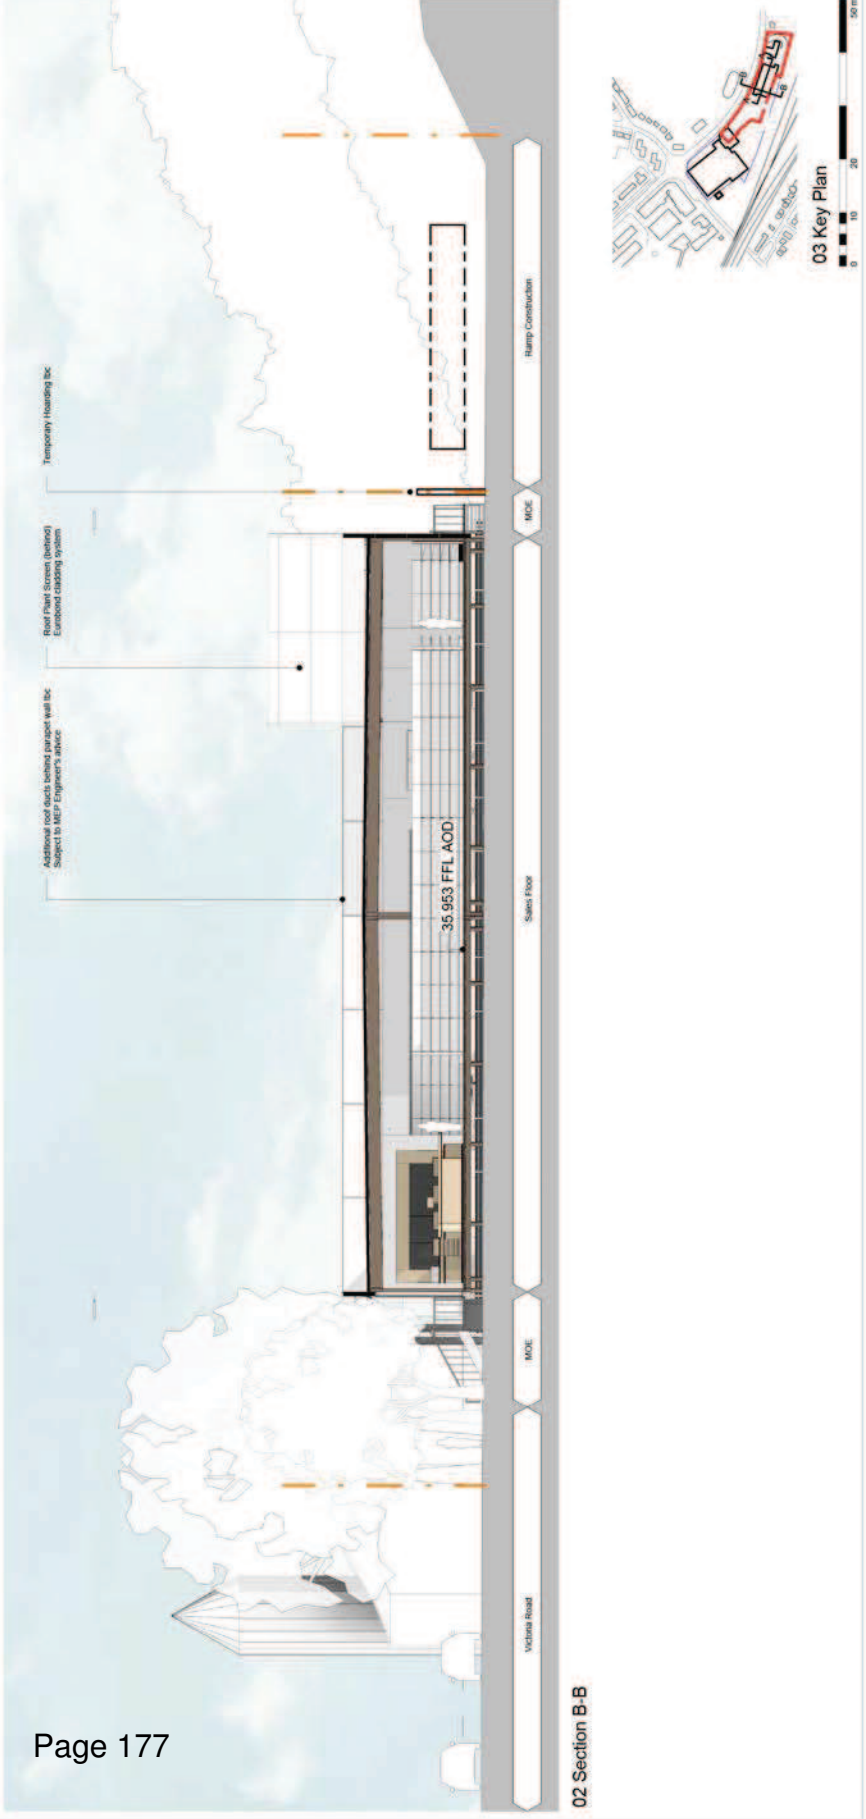 Additional roof ducts behind parapet wall tbc
Subject to MEP Engineer's advice
Roof Plant Screen (behind)
Eurobond cladding system
Temporary Hoarding tbc
35.953 FFL AOD
Victoria Road
MOE
Sales Floor
MOE
Ramp Construction
02 Section B-B
B
B
03 Key Plan
0
10
20
50 m
Page 177